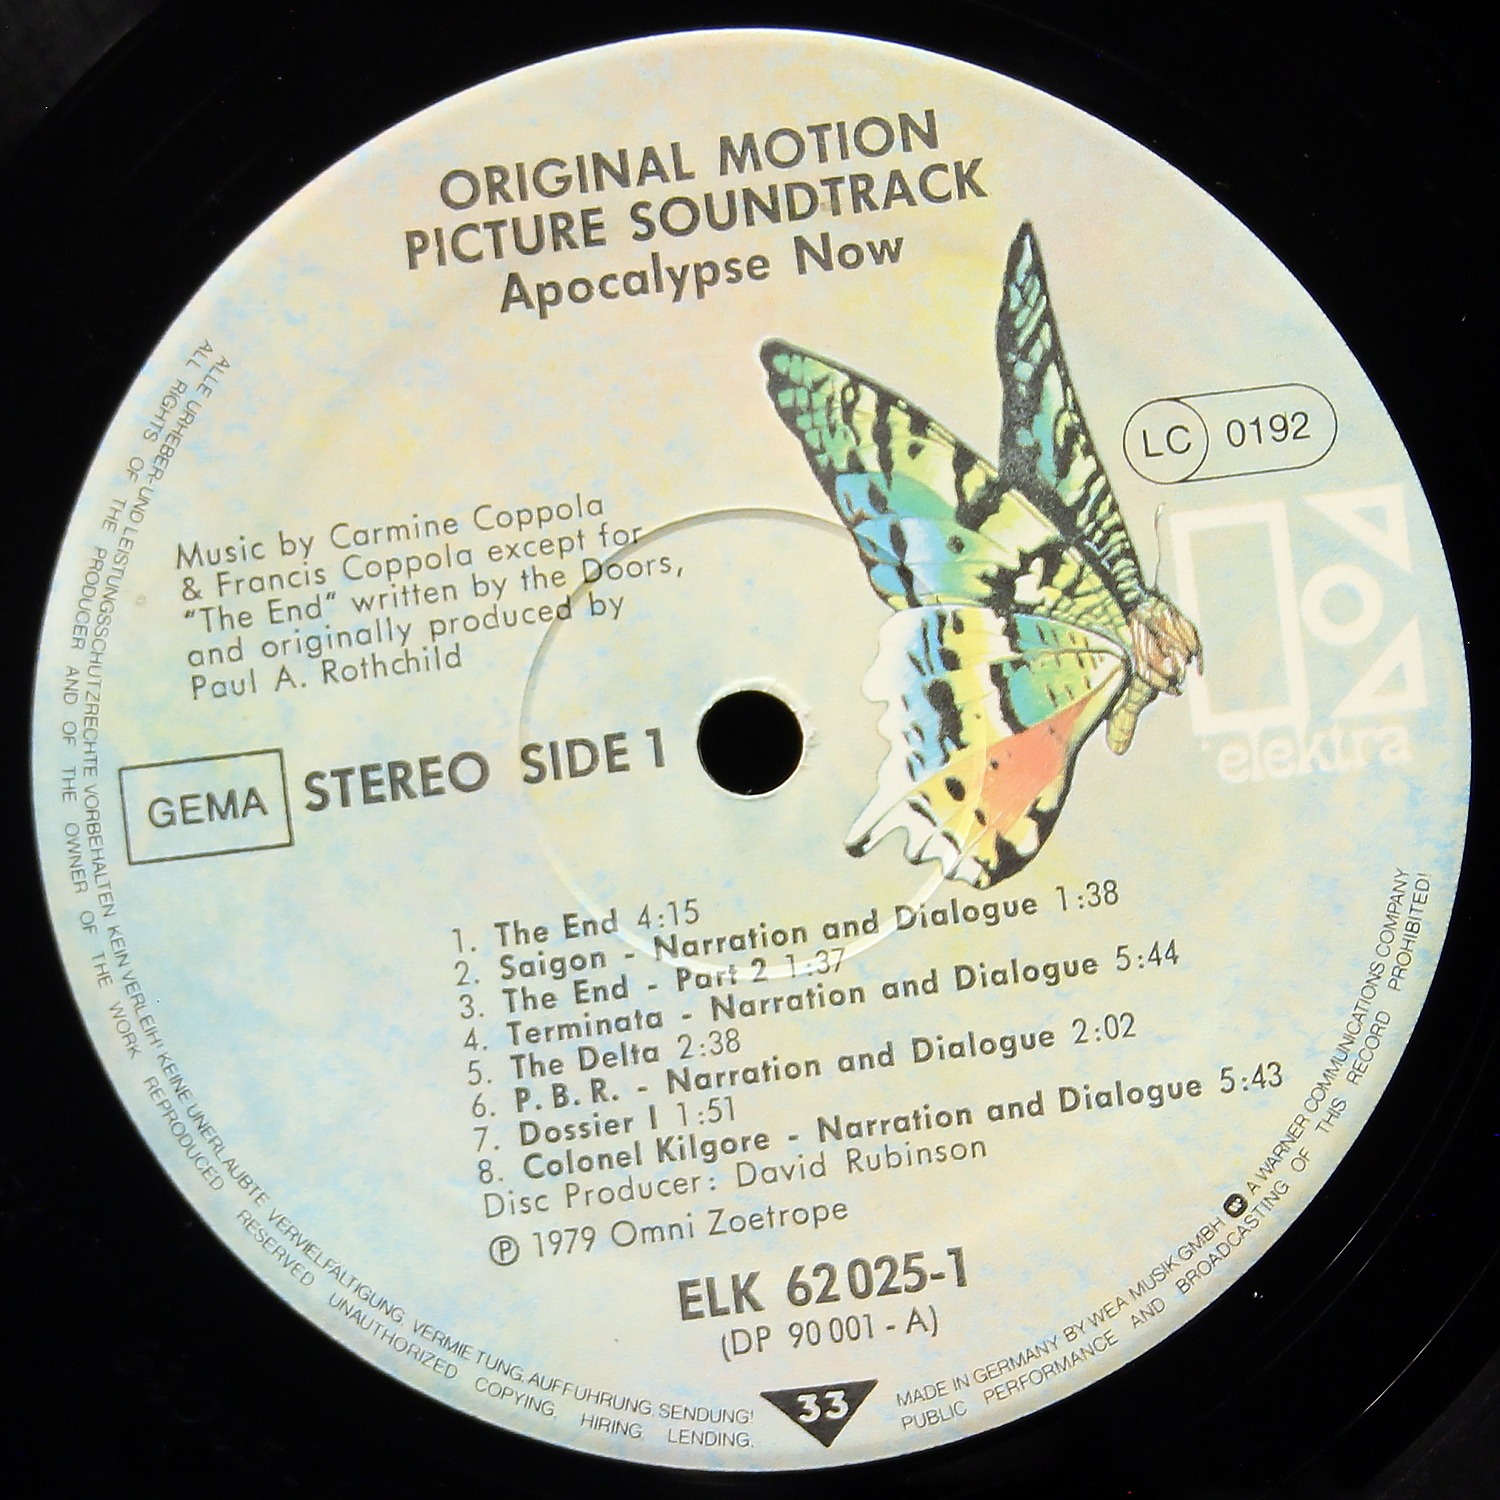 ORIGINAL MOTION
PICTURE SOUNDTRACK
Apocalypse Now
LC 0192
elektra
Music by Carmine Coppola
& Francis Coppola except for
"The End" written by the Doors,
and originally produced by
Paul A. Rothchild
GEMA STEREO SIDE 1
1. The End 4:15
2. Saigon - Narration and Dialogue 1:38
3. The End - Part 2 1:37
4. Terminata - Narration and Dialogue 5:44
5. The Delta 2:38
6. P.B.R. - Narration and Dialogue 2:02
7. Dossier I 1:51
8. Colonel Kilgore - Narration and Dialogue 5:43
Disc Producer: David Rubinson
℗ 1979 Omni Zoetrope
ELK 62025-1
(DP 90001-A)
33
ALLE URHEBER-UND LEISTUNGSSCHUTZRECHTE VORBEHALTEN KEIN VERLEIH! KEINE UNERLAUBTE VERVIELFALTIGUNG, VERMIETUNG, AUFFUHRUNG, SENDUNG!
ALL RIGHTS OF THE PRODUCER AND OF THE OWNER OF THE WORK REPRODUCED RESERVED UNAUTHORIZED COPYING, HIRING, LENDING,
MADE IN GERMANY BY WEA MUSIK GMBH A WARNER COMMUNICATIONS COMPANY
PUBLIC PERFORMANCE AND BROADCASTING OF THIS RECORD PROHIBITED!